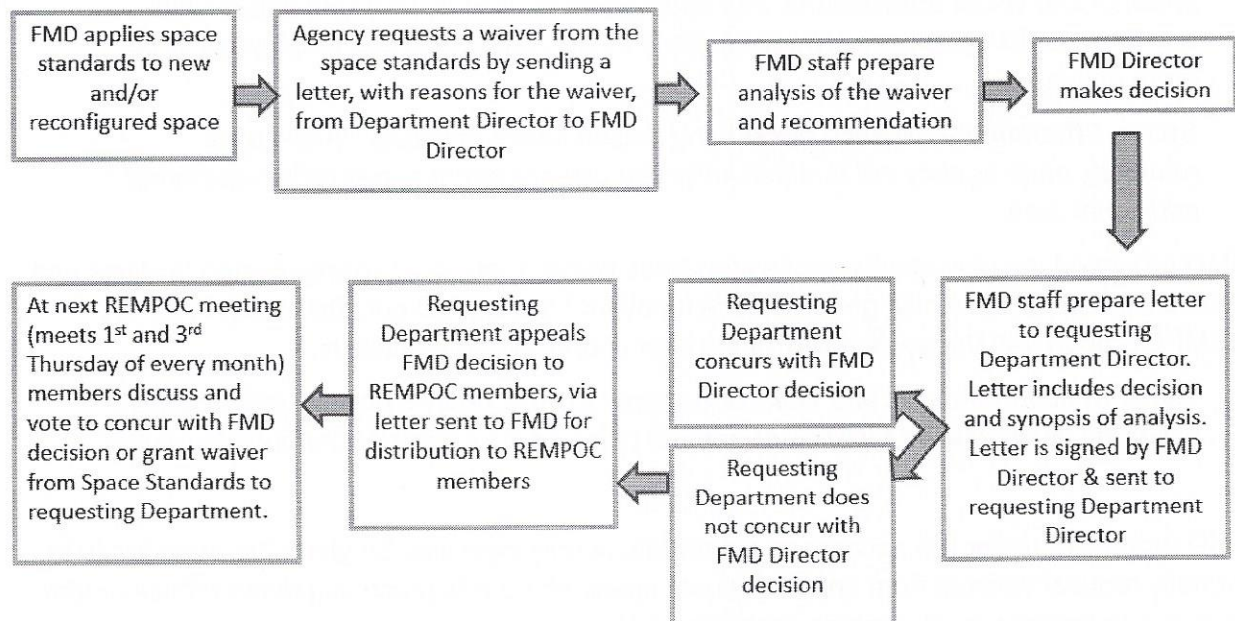 FMD applies space
standards to new
and/or
reconfigured space
Agency requests a waiver from the
space standards by sending a
letter, with reasons for the waiver,
from Department Director to FMD
Director
FMD staff prepare
analysis of the waiver
and recommendation
FMD Director
makes decision
FMD staff prepare letter
to requesting
Department Director.
Letter includes decision
and synopsis of analysis.
Letter is signed by FMD
Director & sent to
requesting Department
Director
Requesting
Department
concurs with FMD
Director decision
Requesting
Department does
not concur with
FMD Director
decision
Requesting
Department appeals
FMD decision to
REMPOC members, via
letter sent to FMD for
distribution to REMPOC
members
At next REMPOC meeting
(meets 1st and 3rd
Thursday of every month)
members discuss and
vote to concur with FMD
decision or grant waiver
from Space Standards to
requesting Department.